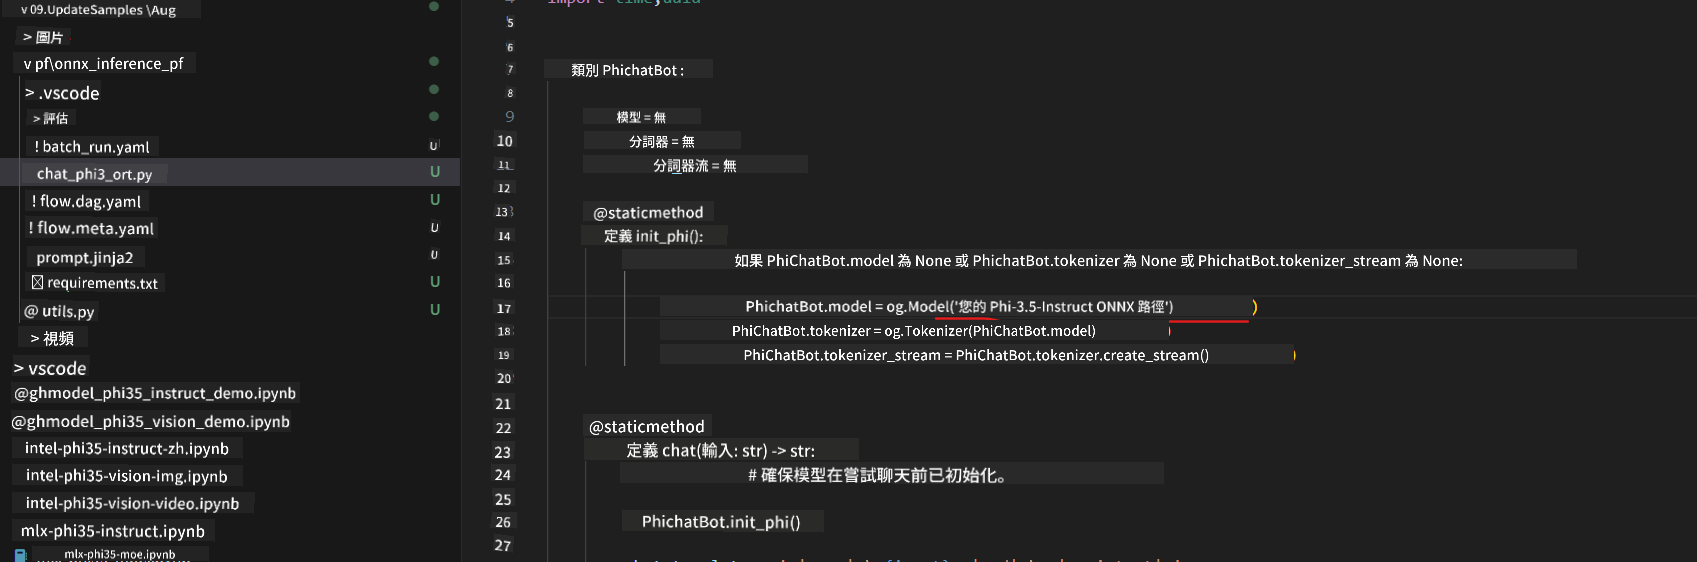 v 09.UpdateSamples \Aug
> 圖片
v pf\onnx_inference_pf
> .vscode
> 評估
! batch_run.yaml U
chat_phi3_ort.py U
! flow.dag.yaml U
! flow.meta.yaml U
prompt.jinja2 U
requirements.txt U
@ utils.py U
> 視頻
> vscode
@ghmodel_phi35_instruct_demo.ipynb
@ghmodel_phi35_vision_demo.ipynb
intel-phi35-instruct-zh.ipynb
intel-phi35-vision-img.ipynb
intel-phi35-vision-video.ipynb
mlx-phi35-instruct.ipynb
mlx-phi35-moe.ipynb
import time,uuid
5
6
7 類別 PhichatBot :
8
9 模型 = 無
10 分詞器 = 無
11 分詞器流 = 無
12
13 @staticmethod
14 定義 init_phi():
15 如果 PhiChatBot.model 為 None 或 PhichatBot.tokenizer 為 None 或 PhichatBot.tokenizer_stream 為 None:
16
17 PhichatBot.model = og.Model('您的 Phi-3.5-Instruct ONNX 路徑') )
18 PhiChatBot.tokenizer = og.Tokenizer(PhiChatBot.model) )
19 PhiChatBot.tokenizer_stream = PhiChatBot.tokenizer.create_stream() )
20
21
22 @staticmethod
23 定義 chat(輸入: str) -> str:
24 # 確保模型在嘗試聊天前已初始化。
25
26 PhichatBot.init_phi()
27